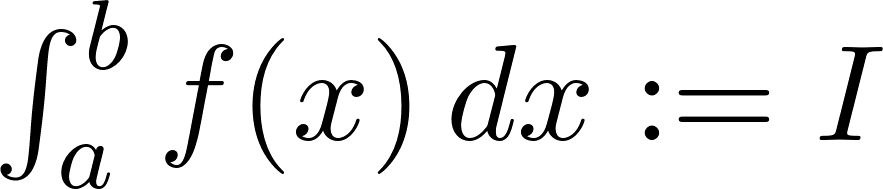 ∫_a^b f(x) dx := I